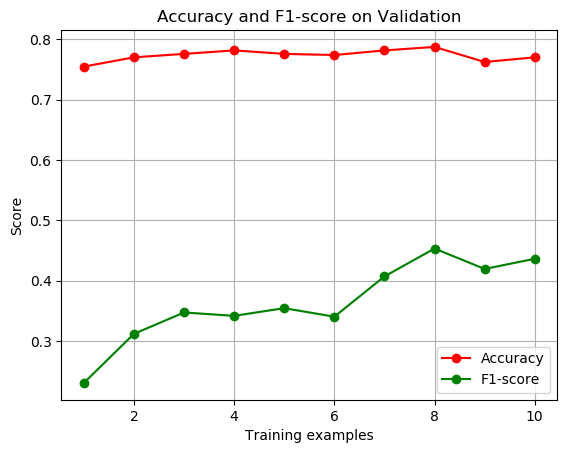 Accuracy and F1-score on Validation
Score
0.8
0.7
0.6
0.5
0.4
0.3
2
4
6
8
10
Training examples
Accuracy
F1-score